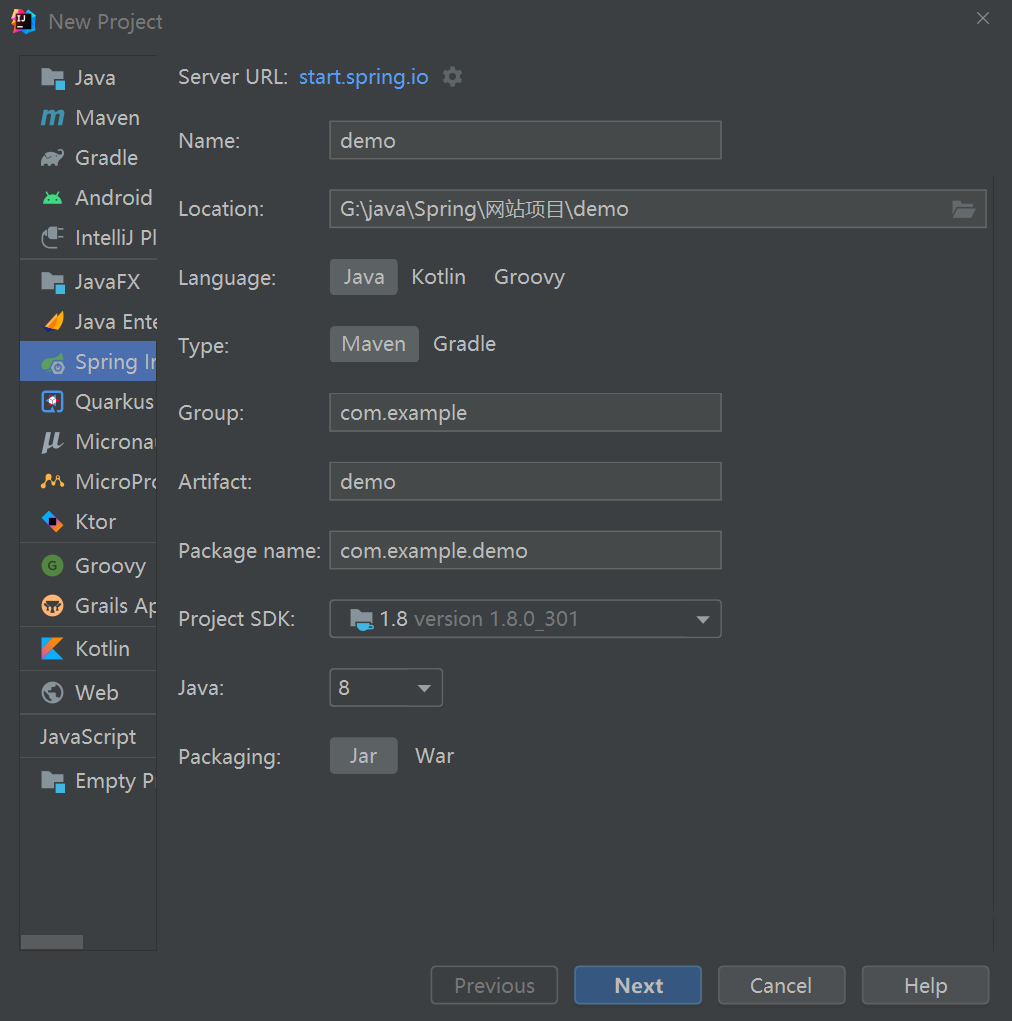 New Project
Java
Maven
Gradle
Android
IntelliJ Pl
JavaFX
Java Ente
Spring In
Quarkus
Micronau
MicroPro
Ktor
Groovy
Grails Ap
Kotlin
Web
JavaScript
Empty P
Server URL: start.spring.io
Name: demo
Location: G:\java\Spring\网站项目\demo
Language: Java Kotlin Groovy
Type: Maven Gradle
Group: com.example
Artifact: demo
Package name: com.example.demo
Project SDK: 1.8 version 1.8.0_301
Java: 8
Packaging: Jar War
Previous Next Cancel Help